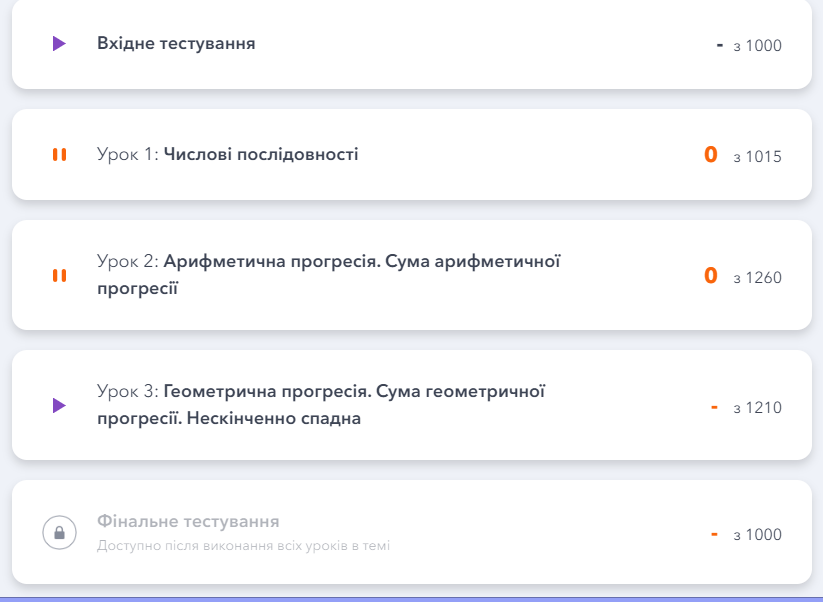 Вхідне тестування - з 1000
Урок 1: Числові послідовності 0 з 1015
Урок 2: Арифметична прогресія. Сума арифметичної
прогресії 0 з 1260
Урок 3: Геометрична прогресія. Сума геометричної
прогресії. Нескінченно спадна - з 1210
Фінальне тестування
Доступно після виконання всіх уроків в темі - з 1000